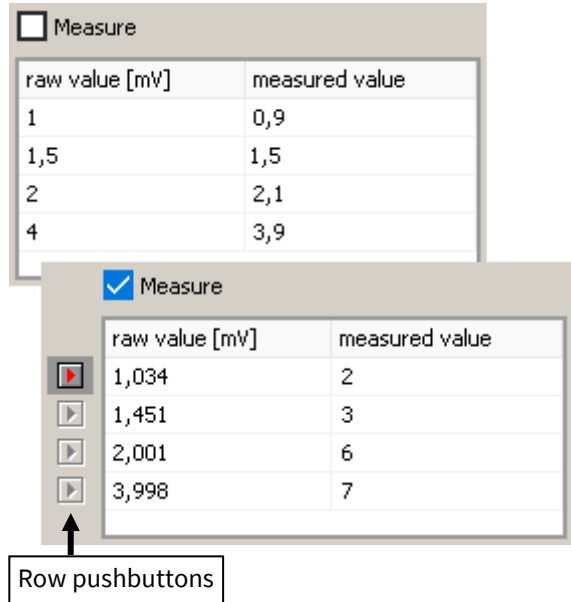 Measure
raw value [mV] measured value
1 0,9
1,5 1,5
2 2,1
4 3,9
Measure
raw value [mV] measured value
1,034 2
1,451 3
2,001 6
3,998 7
Row pushbuttons